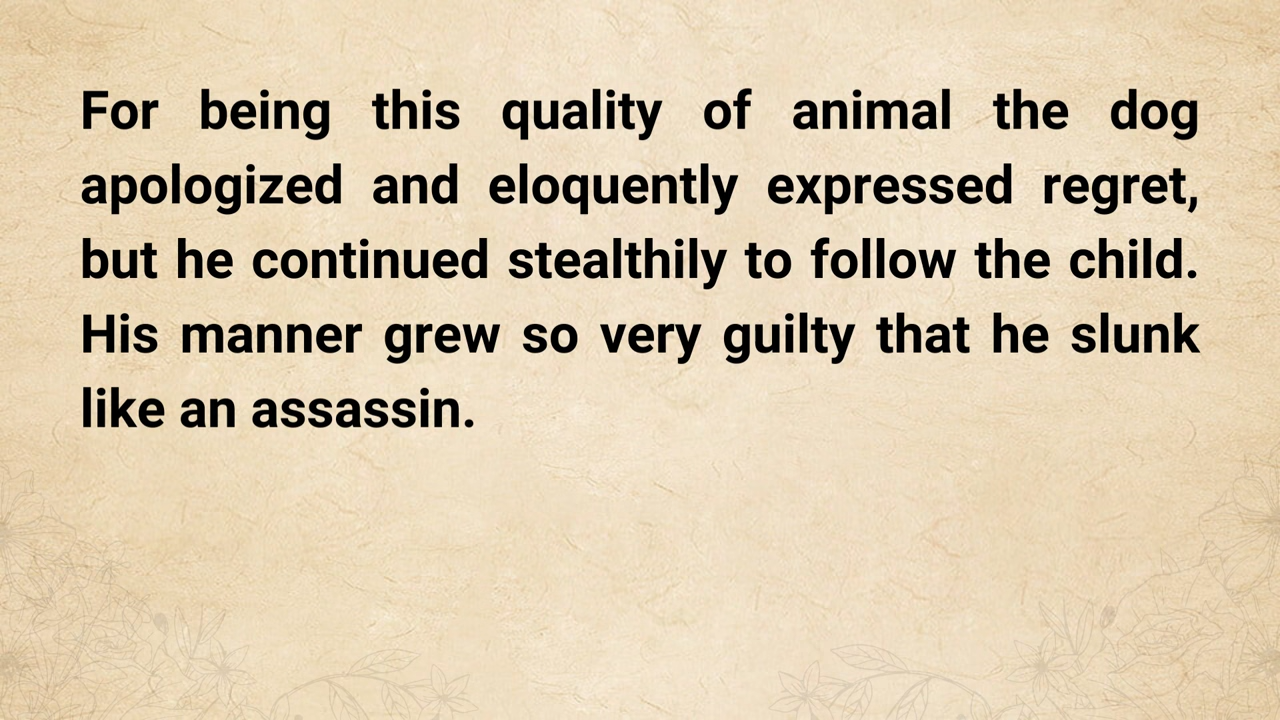 For being this quality of animal the dog
apologized and eloquently expressed regret,
but he continued stealthily to follow the child.
His manner grew so very guilty that he slunk
like an assassin.